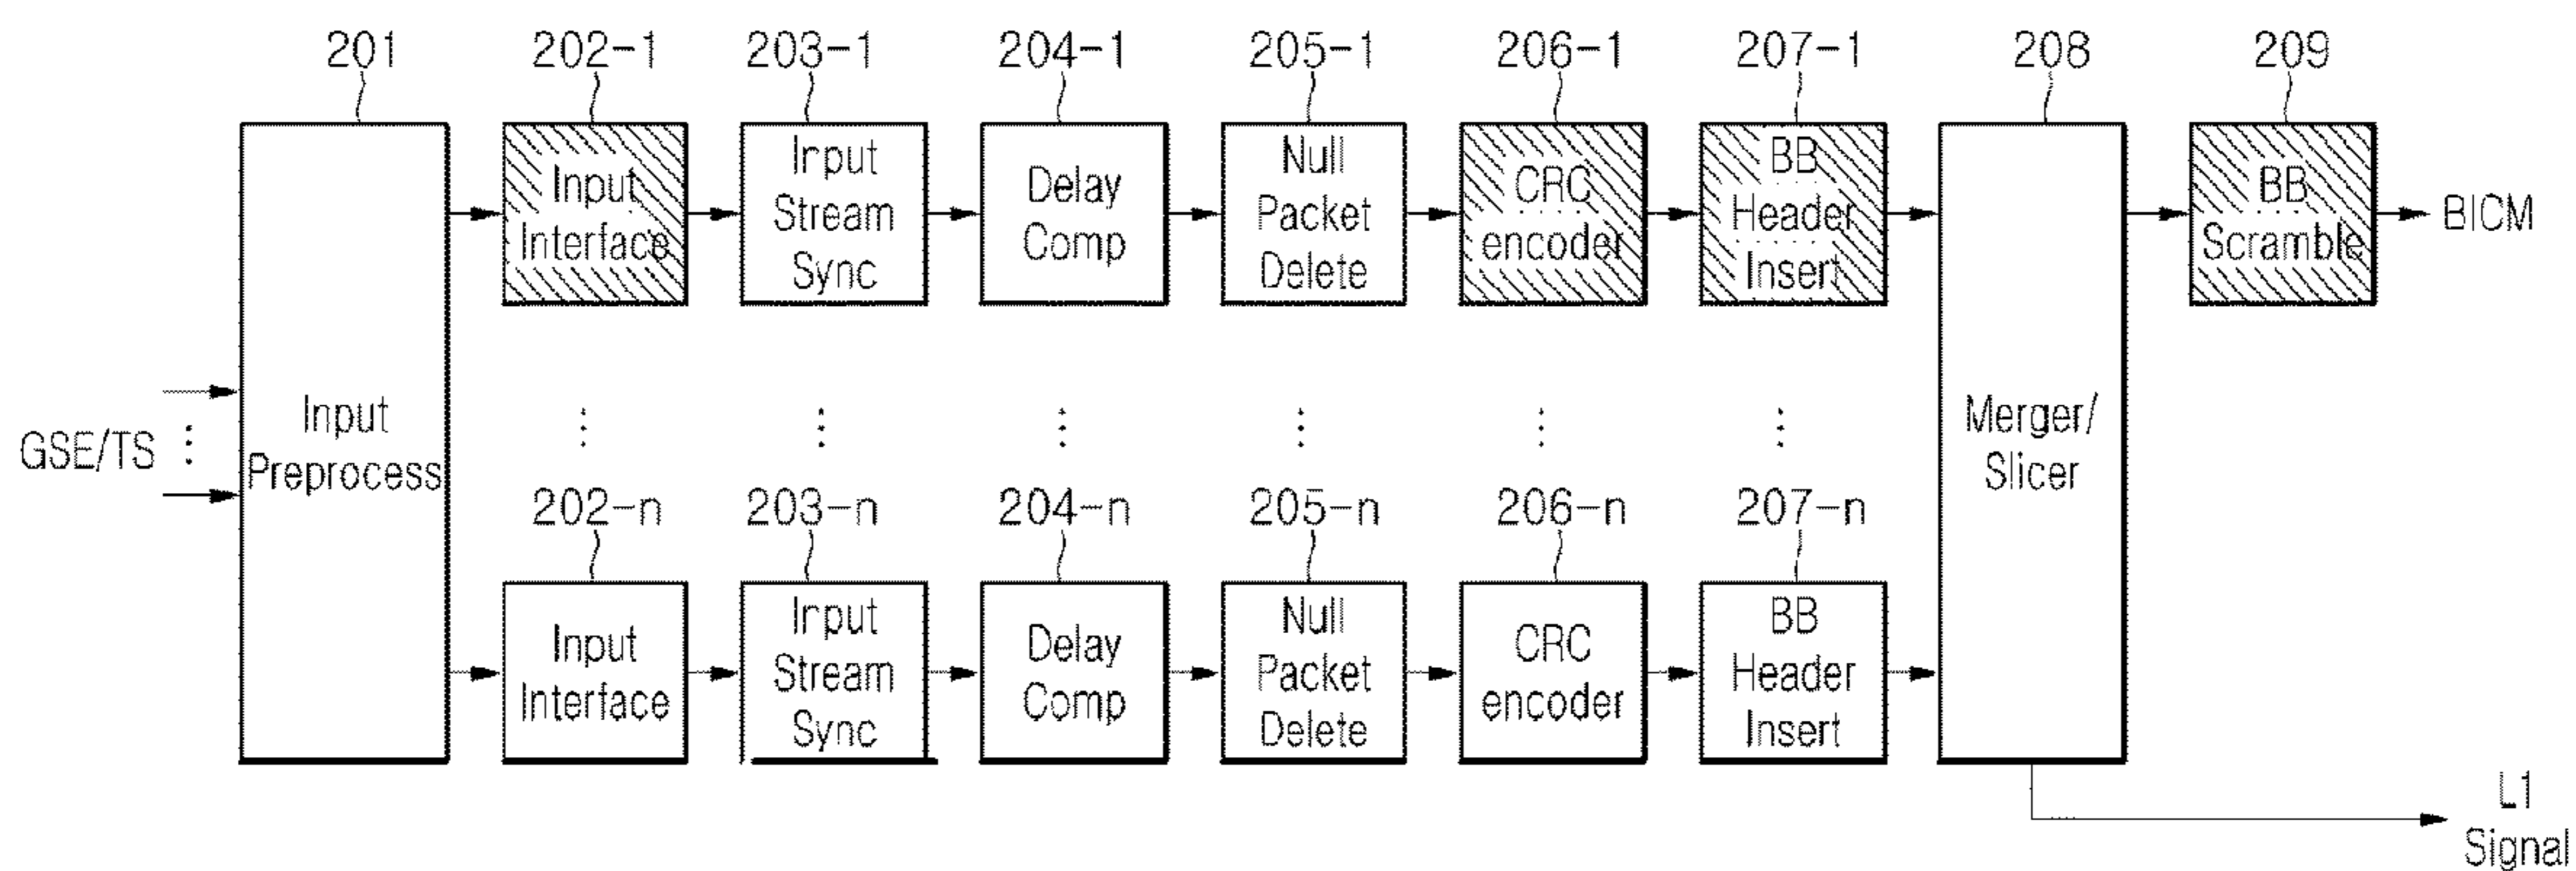 201
202-1
203-1
204-1
205-1
206-1
207-1
208
209
Input
Interface
Input
Stream
Sync
Delay
Comp
Null
Packet
Delete
CRC
encoder
BB
Header
Insert
BB
Scramble
BICM
GSE/TS
Input
Preprocess
Merger/
Slicer
202-n
203-n
204-n
205-n
206-n
207-n
Input
Interface
Input
Stream
Sync
Delay
Comp
Null
Packet
Delete
CRC
encoder
BB
Header
Insert
L1
Signal